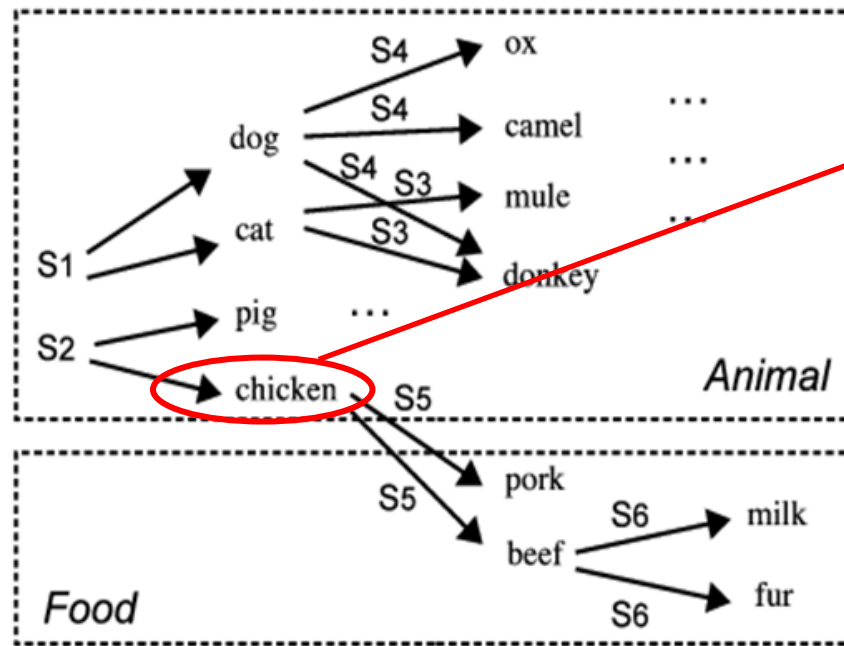 S4
ox
S4
camel
dog
S4
S3
mule
cat
S3
S1
donkey
pig
...
S2
chicken
Animal
S5
S5
pork
S6
milk
beef
S6
fur
Food
...
...
...